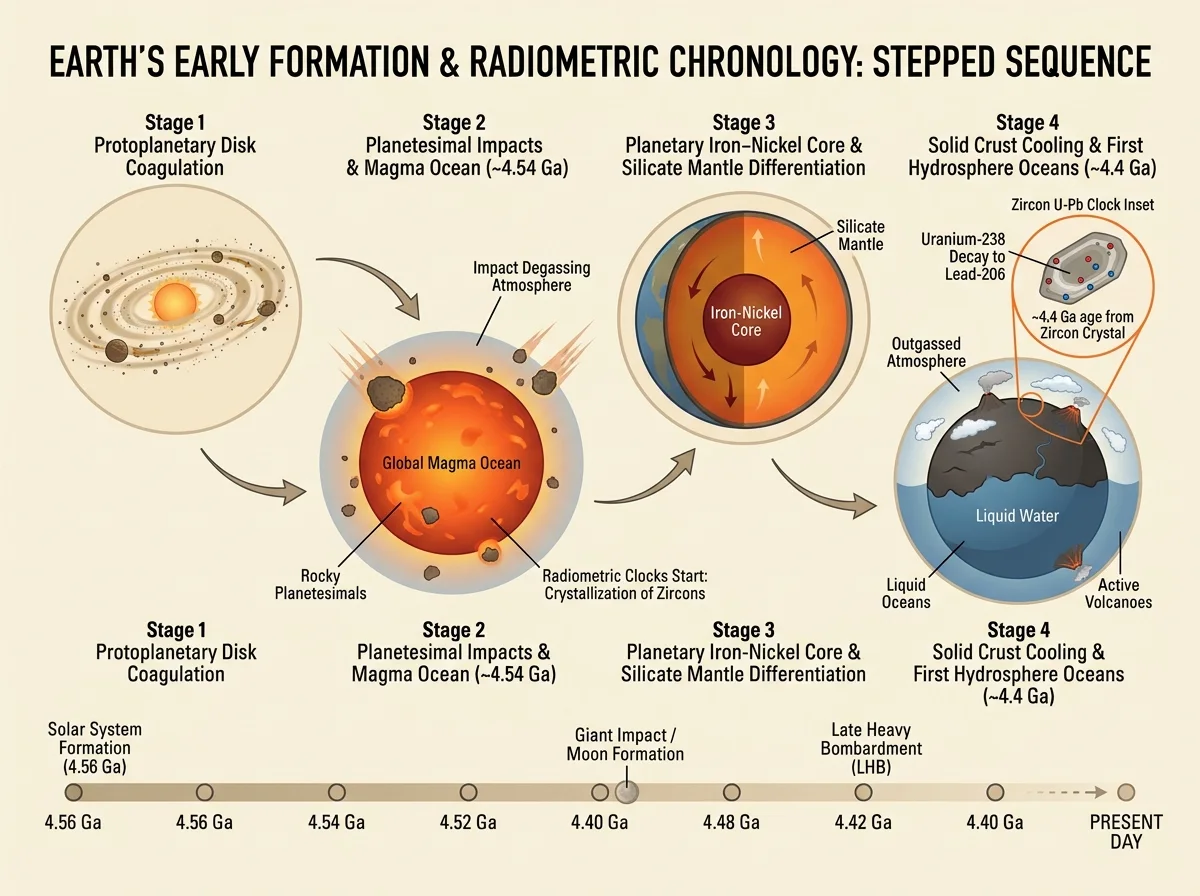 EARTH'S EARLY FORMATION & RADIOMETRIC CHRONOLOGY: STEPPED SEQUENCE
Stage 1
Protoplanetary Disk
Coagulation
Stage 2
Planetesimal Impacts
& Magma Ocean (~4.54 Ga)
Stage 3
Planetary Iron–Nickel Core &
Silicate Mantle Differentiation
Stage 4
Solid Crust Cooling & First
Hydrosphere Oceans (~4.4 Ga)
Impact Degassing
Atmosphere
Global Magma Ocean
Rocky
Planetesimals
Radiometric Clocks Start:
Crystallization of Zircons
Silicate
Mantle
Iron-Nickel
Core
Zircon U-Pb Clock Inset
Uranium-238
Decay to
Lead-206
~4.4 Ga age from
Zircon Crystal
Outgassed
Atmosphere
Liquid Water
Liquid
Oceans
Active
Volcanoes
Stage 1
Protoplanetary Disk
Coagulation
Stage 2
Planetesimal Impacts &
Magma Ocean (~4.54 Ga)
Stage 3
Planetary Iron-Nickel Core &
Silicate Mantle Differentiation
Stage 4
Solid Crust Cooling &
First Hydrosphere Oceans
(~4.4 Ga)
Solar System
Formation
(4.56 Ga)
Giant Impact /
Moon Formation
Late Heavy
Bombardment
(LHB)
4.56 Ga
4.56 Ga
4.54 Ga
4.52 Ga
4.40 Ga
4.48 Ga
4.42 Ga
4.40 Ga
PRESENT
DAY